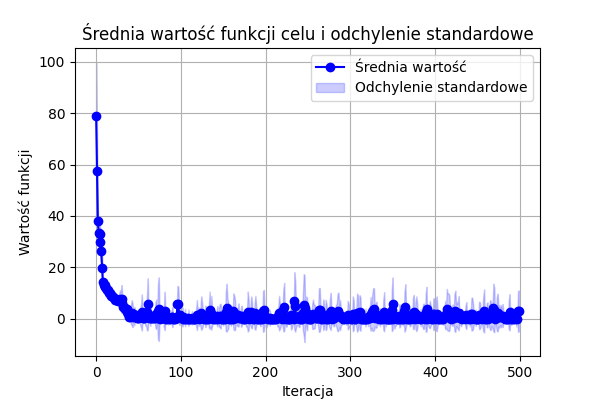 Średnia wartość funkcji celu i odchylenie standardowe
Średnia wartość
Odchylenie standardowe
Wartość funkcji
100
80
60
40
20
0
0 100 200 300 400 500
Iteracja